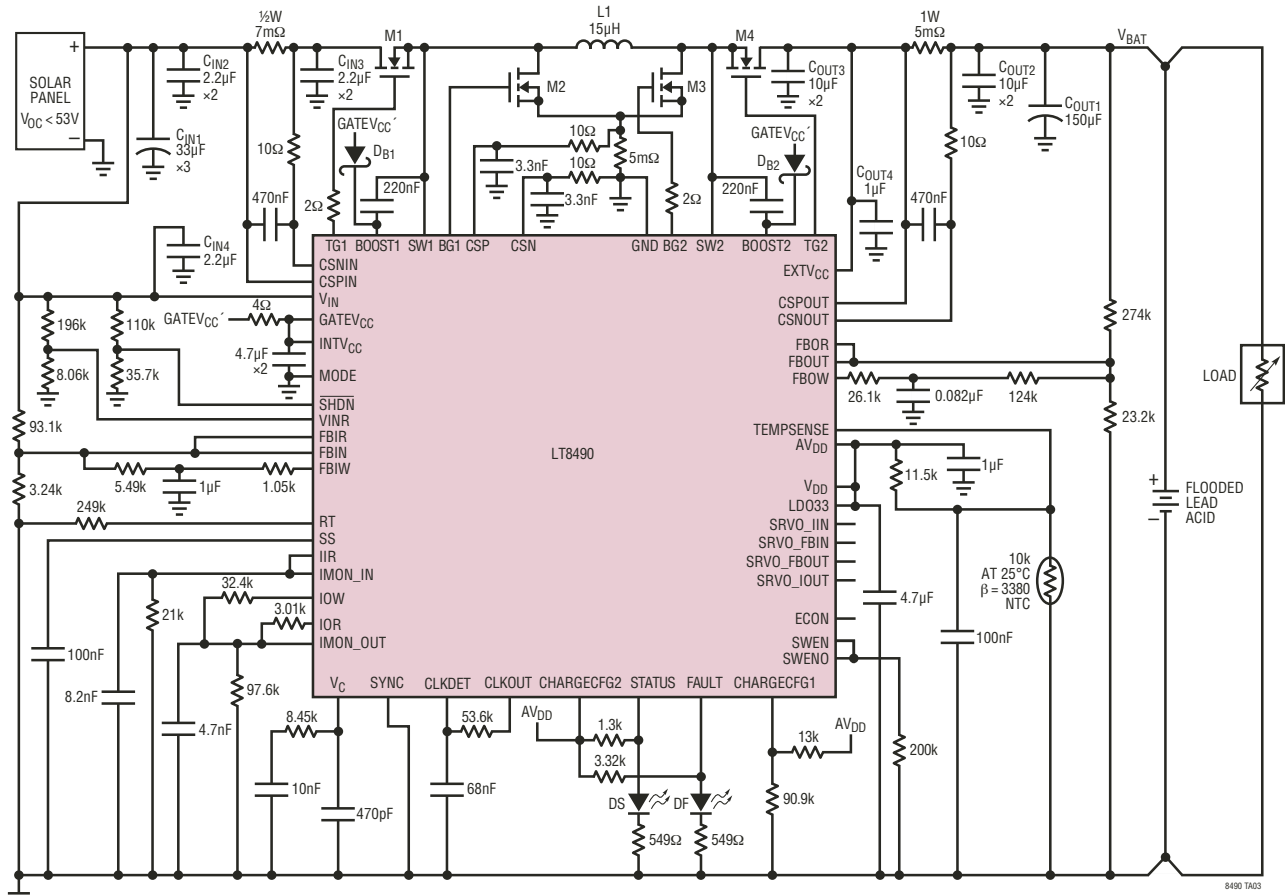 SOLAR
PANEL
VOC < 53V
+
−
CIN2
2.2µF
×2
½W
7mΩ
CIN3
2.2µF
×2
M1
L1
15µH
M4
1W
5mΩ
VBAT
CIN1
33µF
×3
10Ω
GATEVCC´
DB1
M2
M3
COUT3
10µF
×2
COUT2
10µF
×2
COUT1
150µF
10Ω
10Ω
5mΩ
3.3nF
3.3nF
GATEVCC´
DB2
10Ω
470nF
2Ω
220nF
2Ω
220nF
COUT4
1µF
470nF
CIN4
2.2µF
TG1
BOOST1
SW1
BG1
CSP
CSN
GND
BG2
SW2
BOOST2
TG2
CSNIN
CSPIN
VIN
GATEVCC
INTVCC
MODE
SHDN
VINR
FBIR
FBIN
FBIW
RT
SS
IIR
IMON_IN
IOW
IOR
IMON_OUT
LT8490
EXTVCC
CSPOUT
CSNOUT
FBOR
FBOUT
FBOW
TEMPSENSE
AVDD
VDD
LDO33
SRVO_IIN
SRVO_FBIN
SRVO_FBOUT
SRVO_IOUT
ECON
SWEN
SWENO
VC
SYNC
CLKDET
CLKOUT
CHARGECFG2
STATUS
FAULT
CHARGECFG1
GATEVCC´
4Ω
4.7µF
×2
196k
110k
8.06k
35.7k
93.1k
3.24k
5.49k
1µF
1.05k
249k
32.4k
21k
3.01k
100nF
8.2nF
4.7nF
97.6k
8.45k
10nF
470pF
53.6k
68nF
AVDD
1.3k
3.32k
DS
DF
549Ω
549Ω
13k
AVDD
90.9k
200k
4.7µF
100nF
11.5k
1µF
10k
AT 25°C
β = 3380
NTC
26.1k
0.082µF
124k
274k
23.2k
+
−
FLOODED
LEAD
ACID
LOAD
8490 TA03